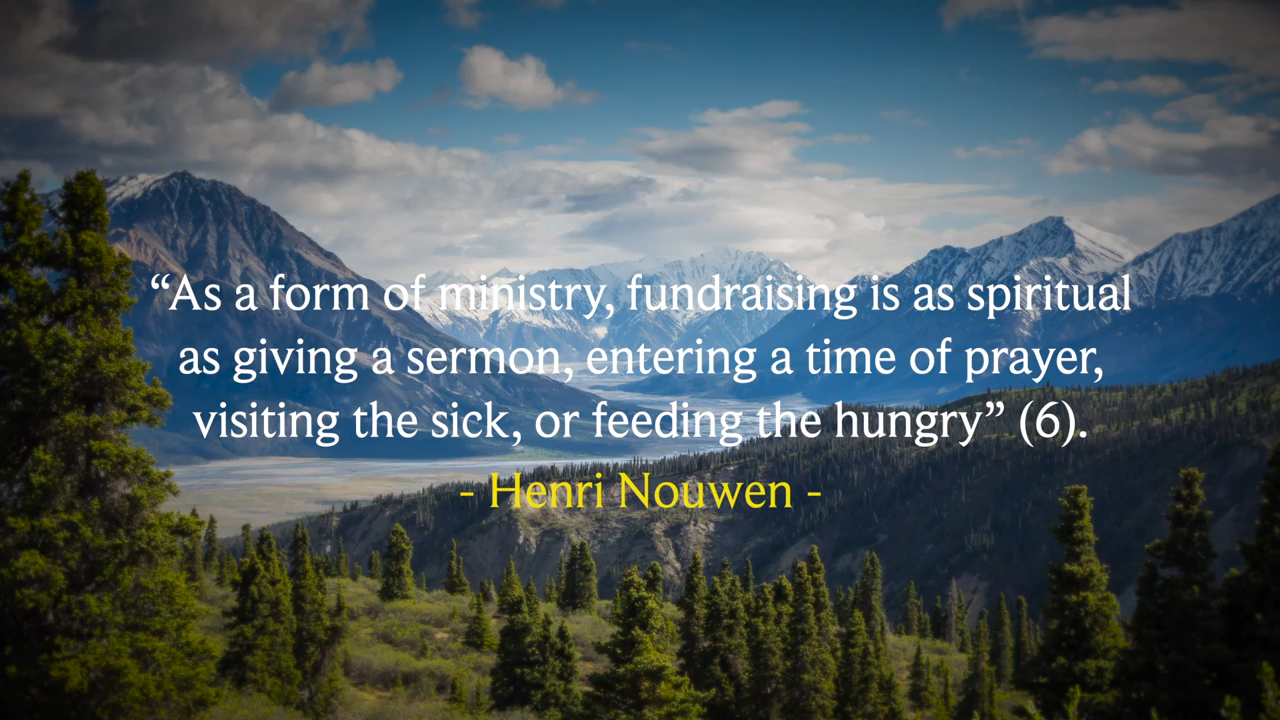 “As a form of ministry, fundraising is as spiritual
as giving a sermon, entering a time of prayer,
visiting the sick, or feeding the hungry” (6).
- Henri Nouwen -